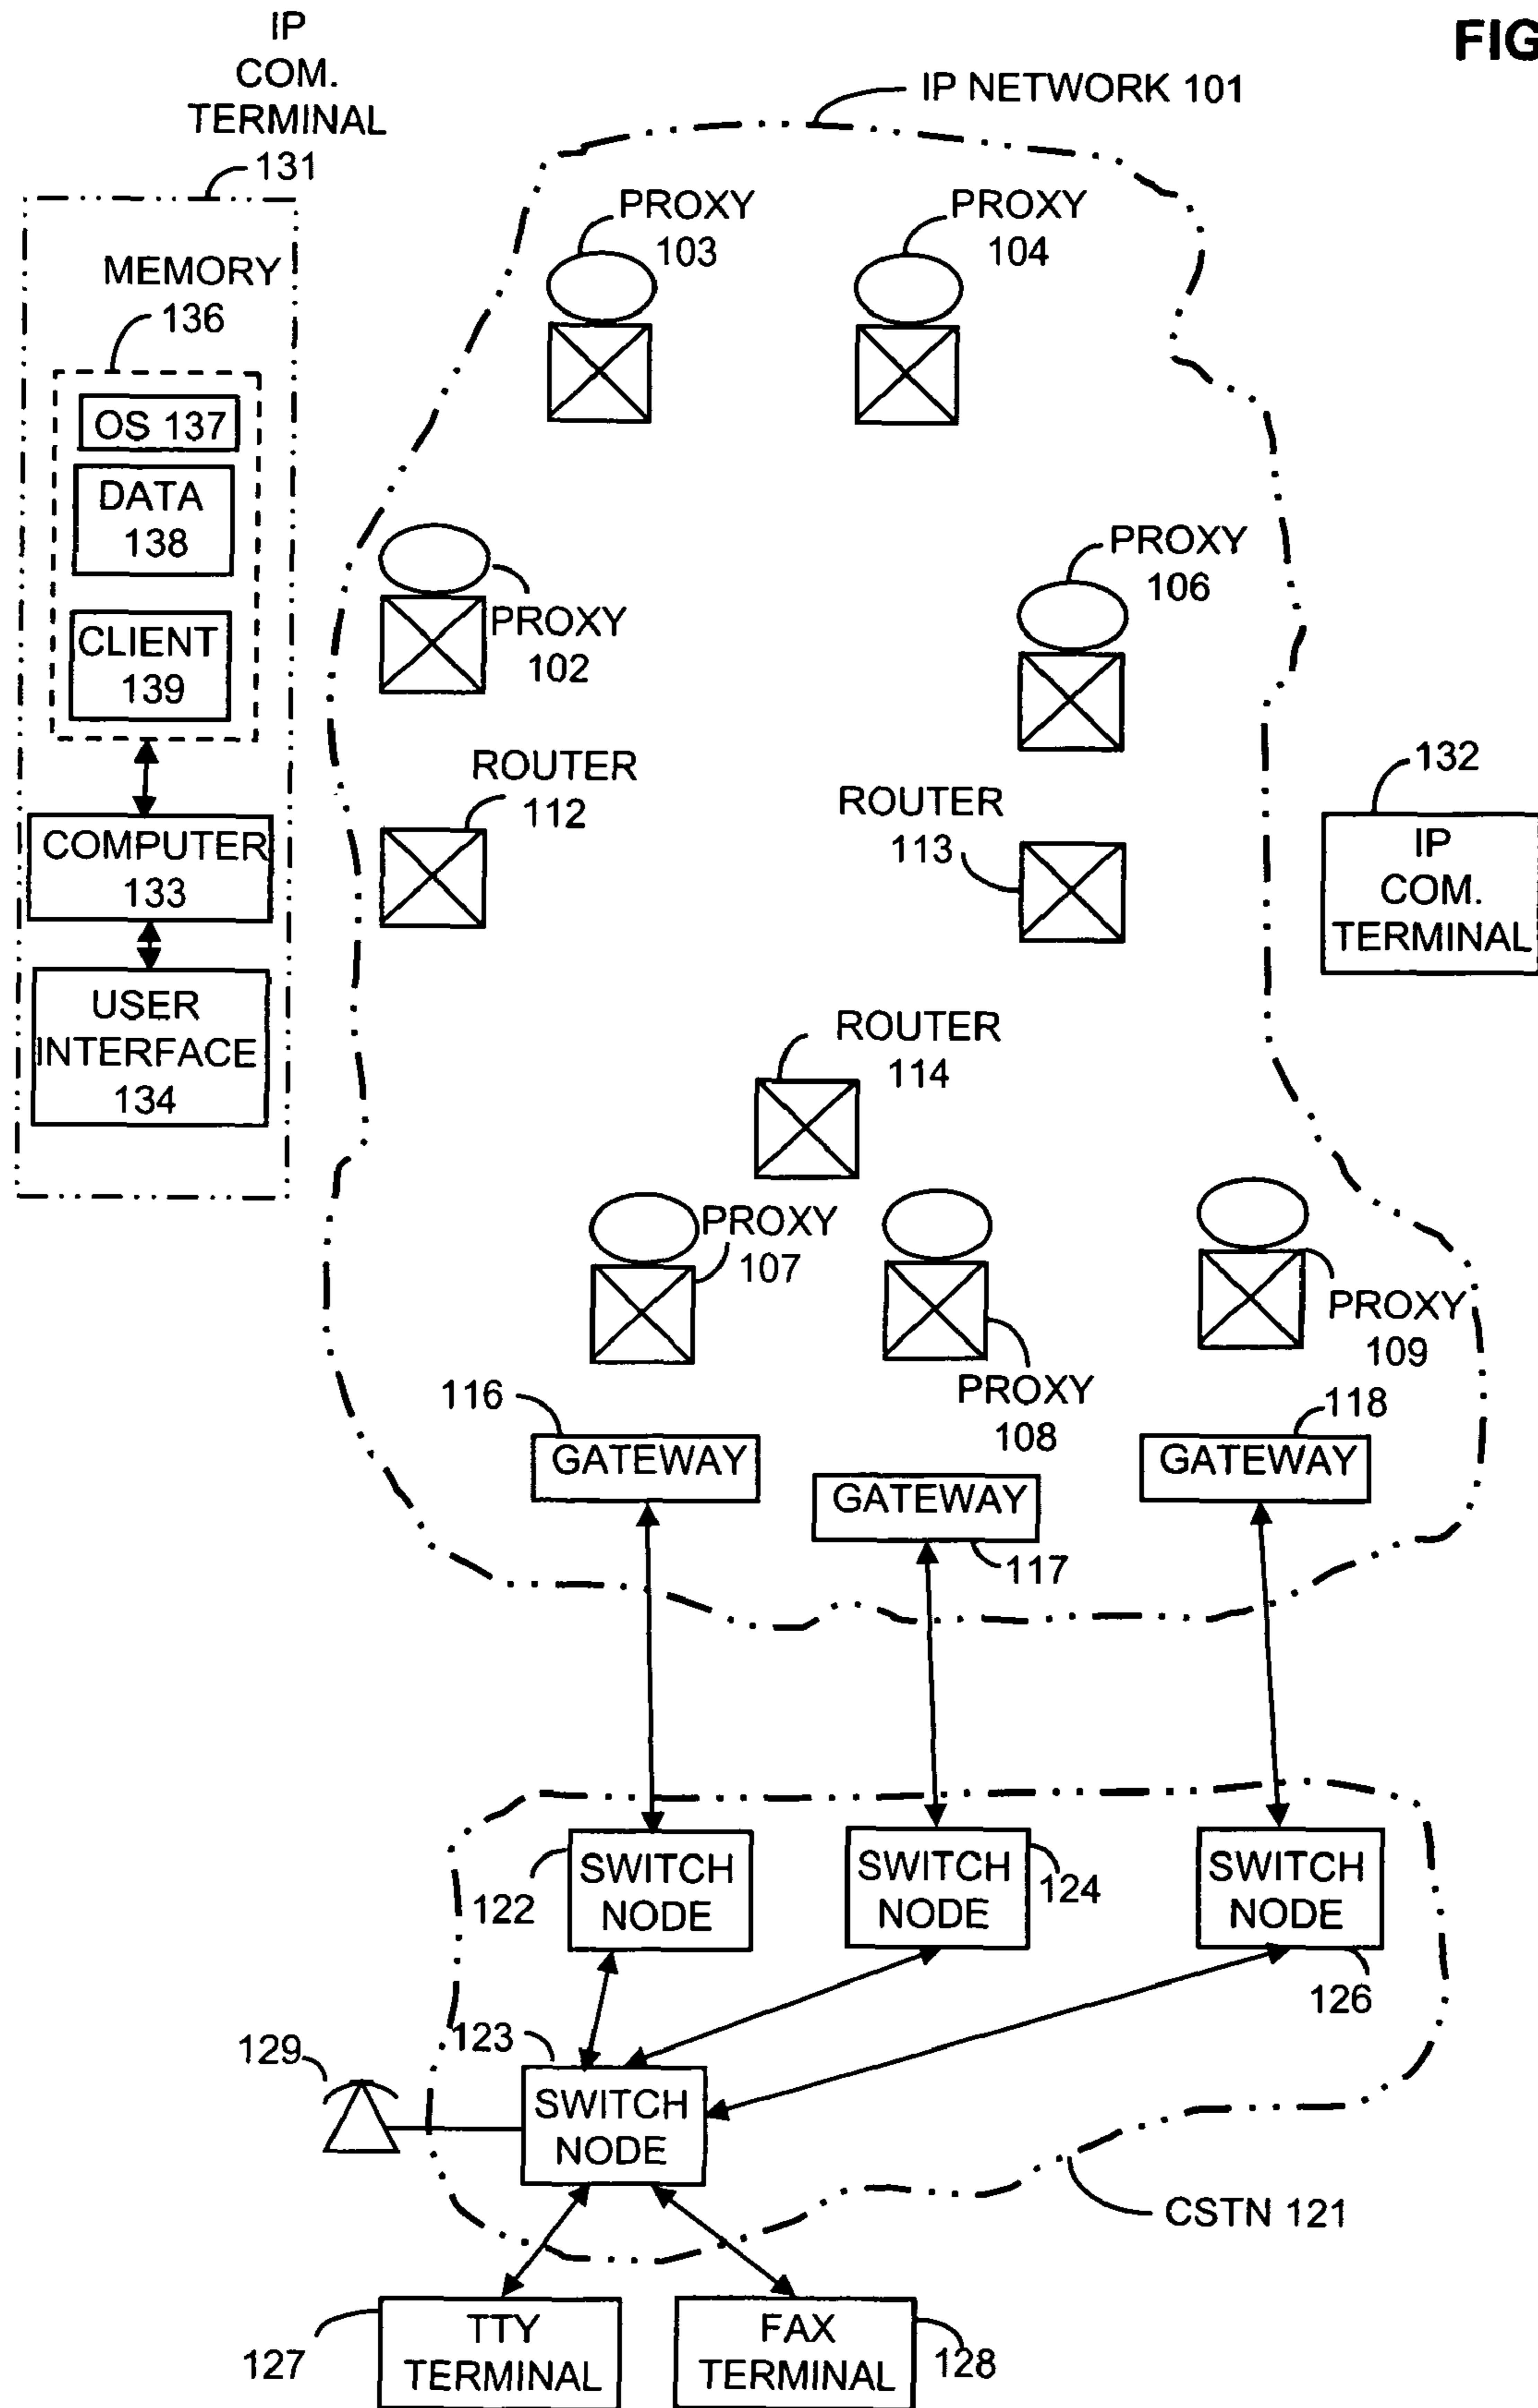 FIG
IP
COM.
TERMINAL
131
IP NETWORK 101
PROXY
103
PROXY
104
MEMORY
136
OS 137
DATA
138
CLIENT
139
PROXY
102
PROXY
106
ROUTER
112
ROUTER
113
132
IP
COM.
TERMINAL
COMPUTER
133
USER
INTERFACE
134
ROUTER
114
PROXY
107
PROXY
108
PROXY
109
116
GATEWAY
GATEWAY
117
118
GATEWAY
122
SWITCH
NODE
SWITCH
NODE
124
SWITCH
NODE
126
129
123
SWITCH
NODE
CSTN 121
127
TTY
TERMINAL
FAX
TERMINAL
128